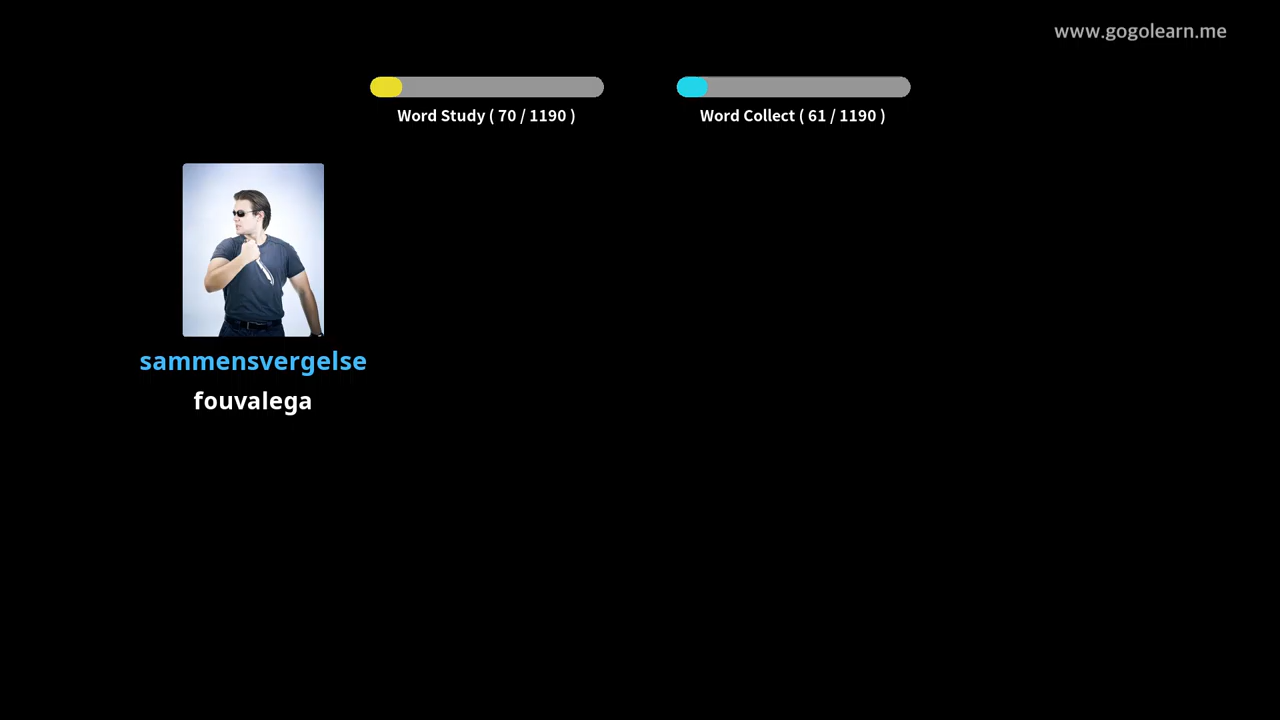 www.gogolearn.me
Word Study ( 70 / 1190 )
Word Collect ( 61 / 1190 )
sammensvergelse
fouvalega